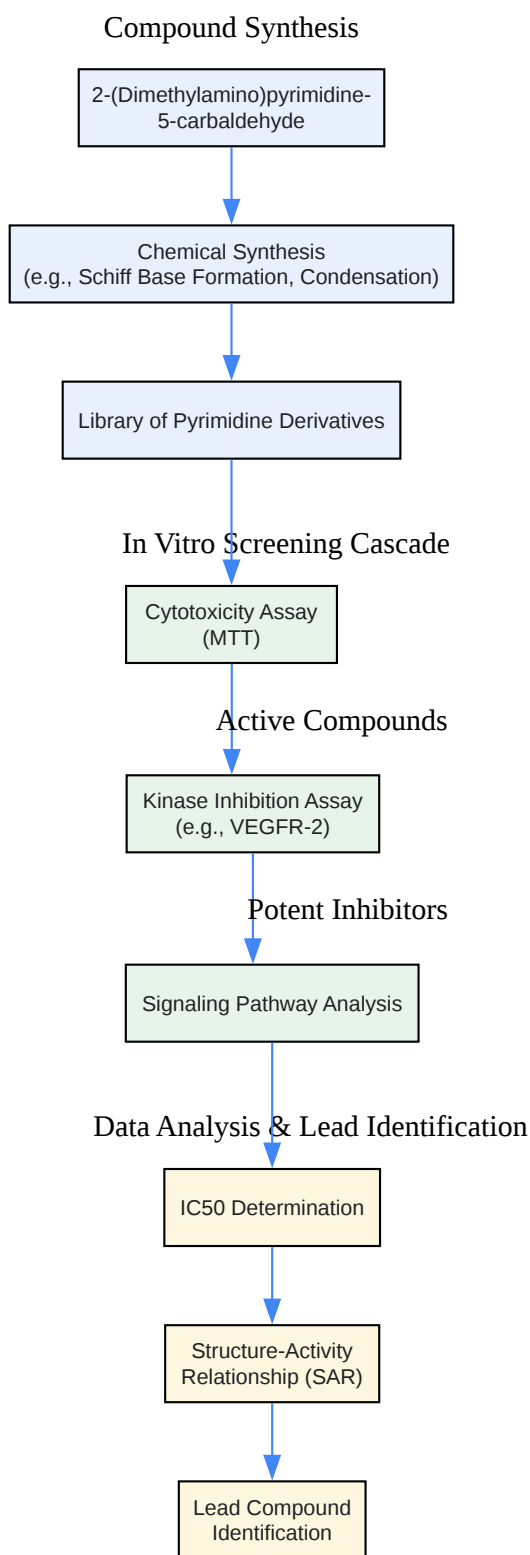 Compound Synthesis
2-(Dimethylamino)pyrimidine-
5-carbaldehyde
Chemical Synthesis
(e.g., Schiff Base Formation, Condensation)
Library of Pyrimidine Derivatives
In Vitro Screening Cascade
Cytotoxicity Assay
(MTT)
Active Compounds
Kinase Inhibition Assay
(e.g., VEGFR-2)
Potent Inhibitors
Signaling Pathway Analysis
Data Analysis & Lead Identification
IC50 Determination
Structure-Activity
Relationship (SAR)
Lead Compound
Identification